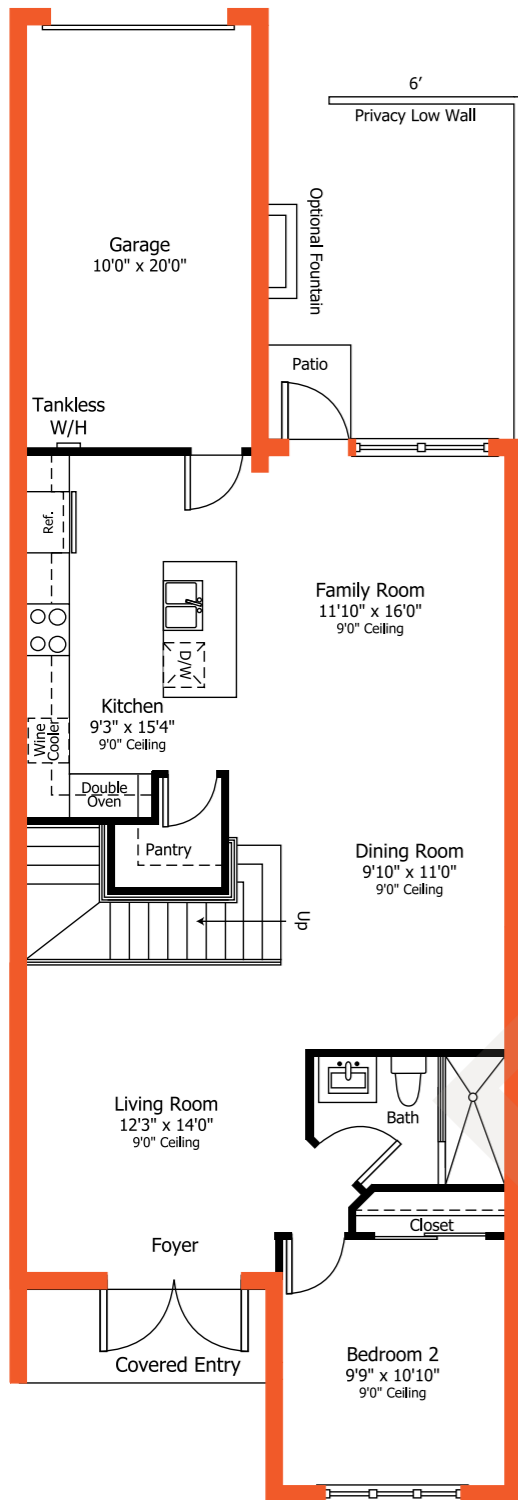 6’
Privacy Low Wall
Garage
10'0" x 20'0"
Optional Fountain
Patio
Tankless
W/H
Ref.
Family Room
11'10" x 16'0"
9'0" Ceiling
D/W
Kitchen
9'3" x 15'4"
9'0" Ceiling
Wine
Cooler
Double
Oven
Pantry
Dining Room
9'10" x 11'0"
9'0" Ceiling
Up
Living Room
12'3" x 14'0"
9'0" Ceiling
Bath
Closet
Foyer
Covered Entry
Bedroom 2
9'9" x 10'10"
9'0" Ceiling